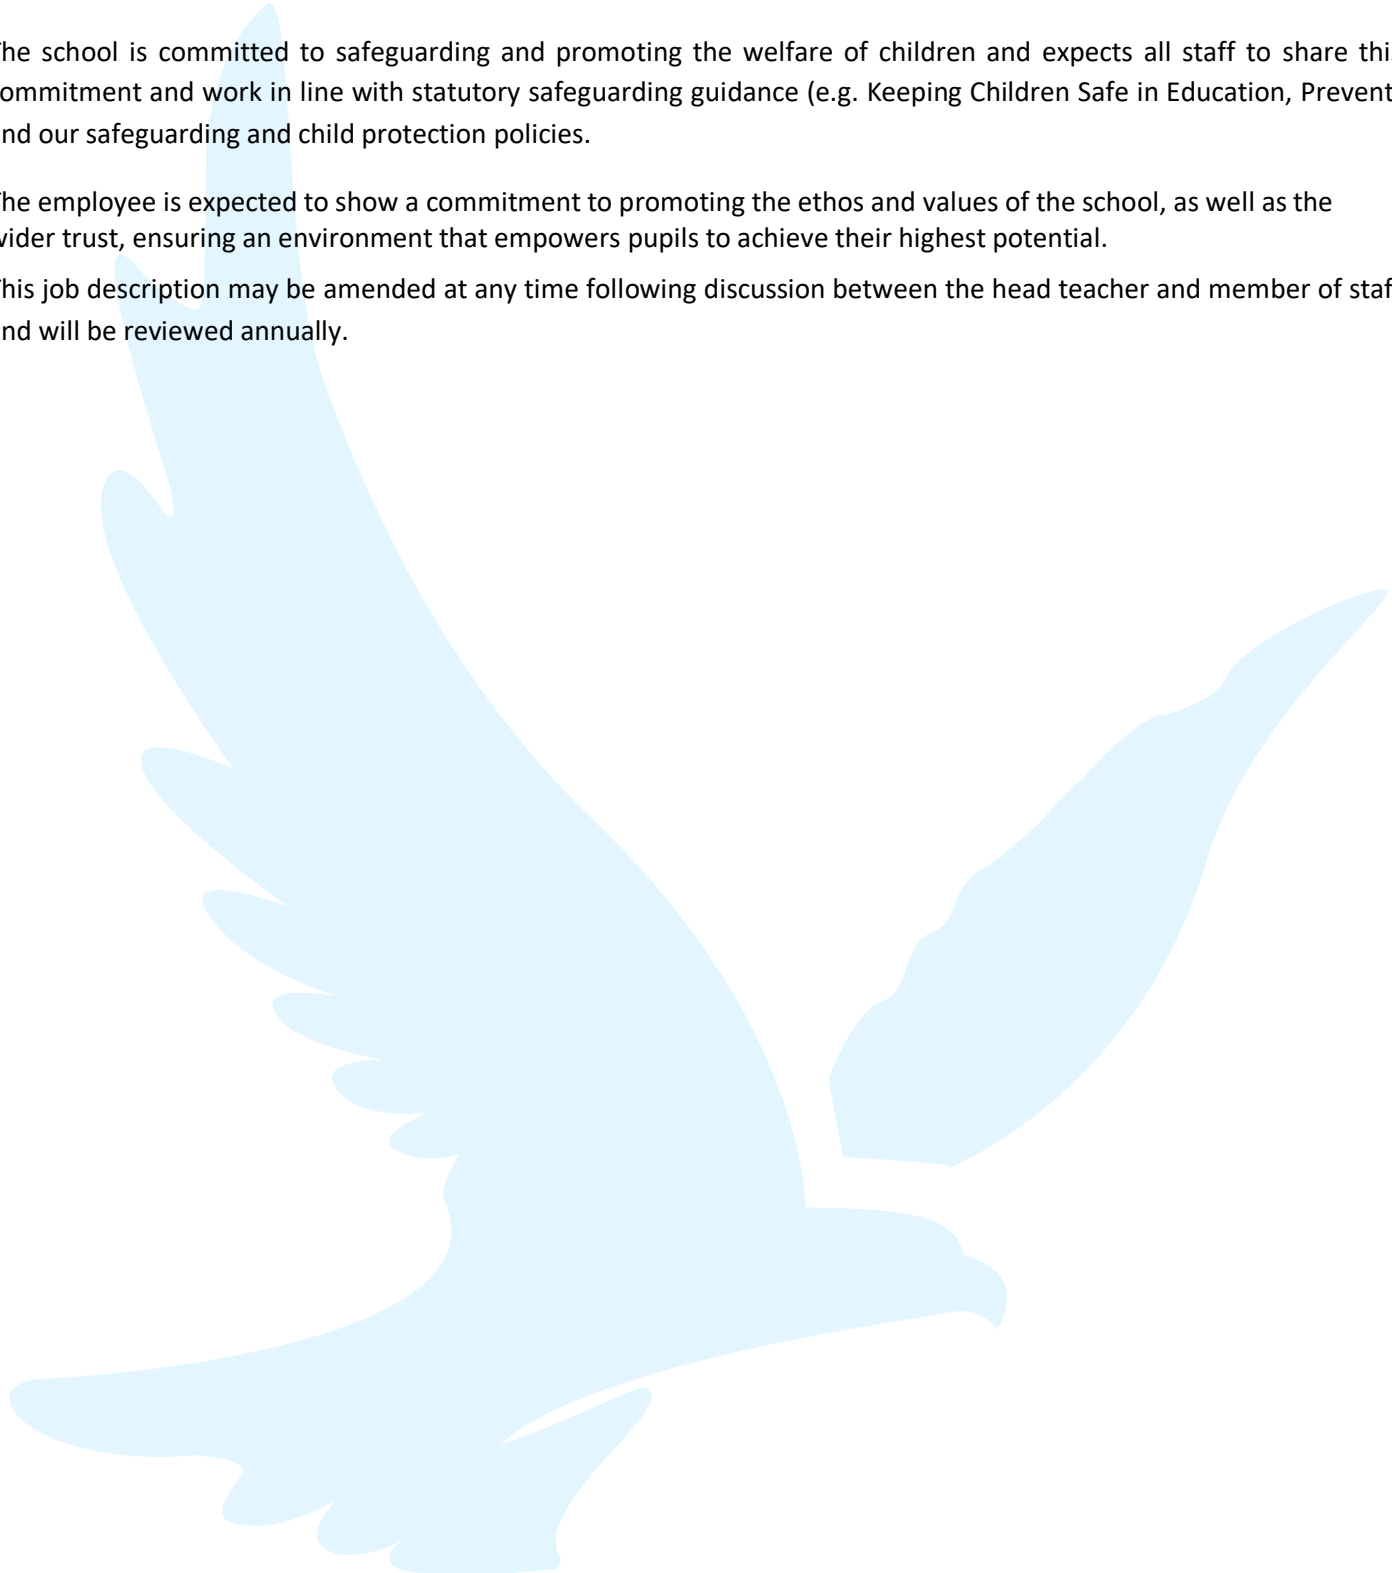 he school is committed to safeguarding and promoting the welfare of children and expects all staff to share this
ommitment and work in line with statutory safeguarding guidance (e.g. Keeping Children Safe in Education, Prevent
nd our safeguarding and child protection policies.
he employee is expected to show a commitment to promoting the ethos and values of the school, as well as the
wider trust, ensuring an environment that empowers pupils to achieve their highest potential.
his job description may be amended at any time following discussion between the head teacher and member of staf
nd will be reviewed annually.